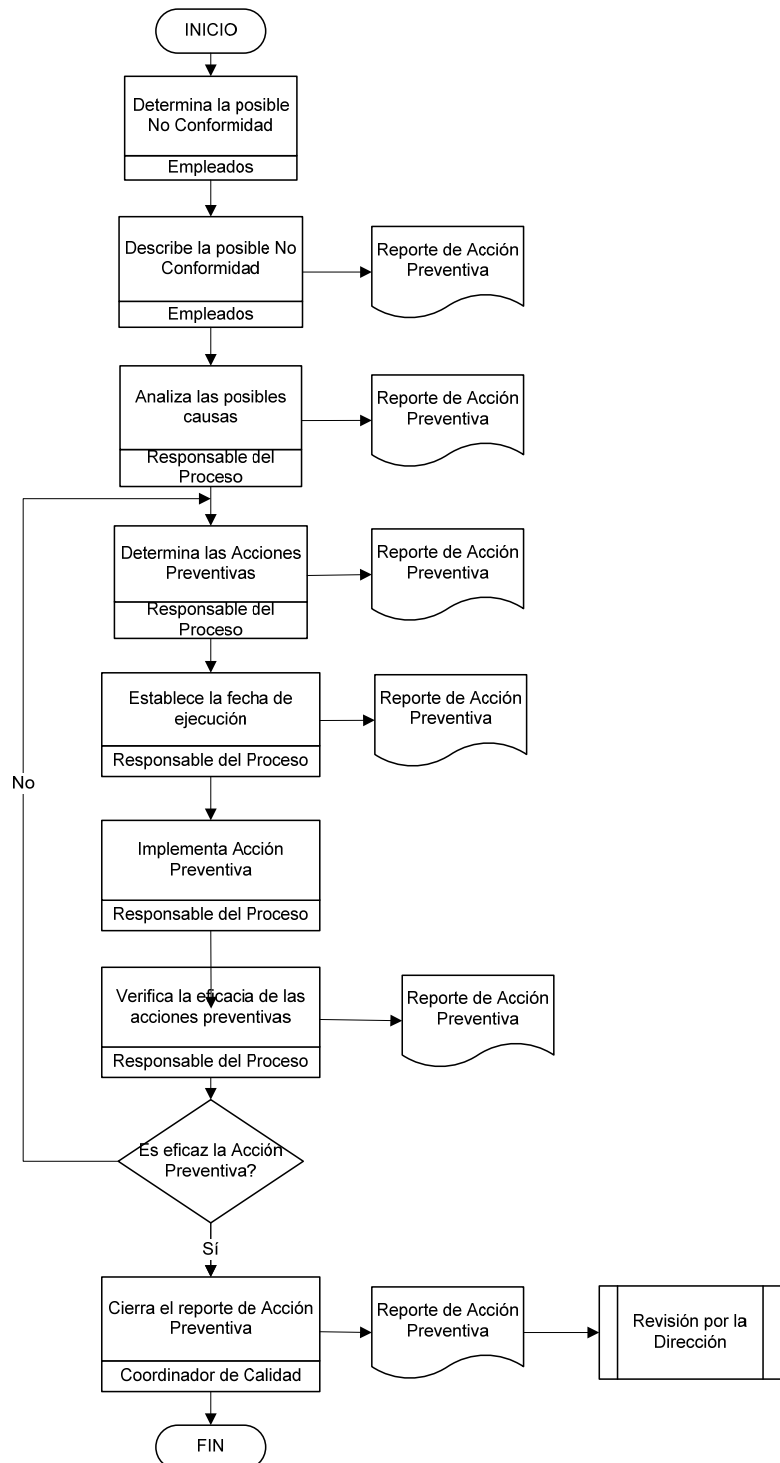 INICIO
Determina la posible
No Conformidad
Empleados
Describe la posible No
Conformidad
Empleados
Reporte de Acción
Preventiva
Analiza las posibles
causas
Responsable del
Proceso
Reporte de Acción
Preventiva
Determina las Acciones
Preventivas
Responsable del
Proceso
Reporte de Acción
Preventiva
Establece la fecha de
ejecución
Responsable del Proceso
Reporte de Acción
Preventiva
No
Implementa Acción
Preventiva
Responsable del Proceso
Verifica la eficacia de las
acciones preventivas
Responsable del Proceso
Reporte de Acción
Preventiva
Es eficaz la Acción
Preventiva?
Sí
Cierra el reporte de Acción
Preventiva
Coordinador de Calidad
Reporte de Acción
Preventiva
Revisión por la
Dirección
FIN